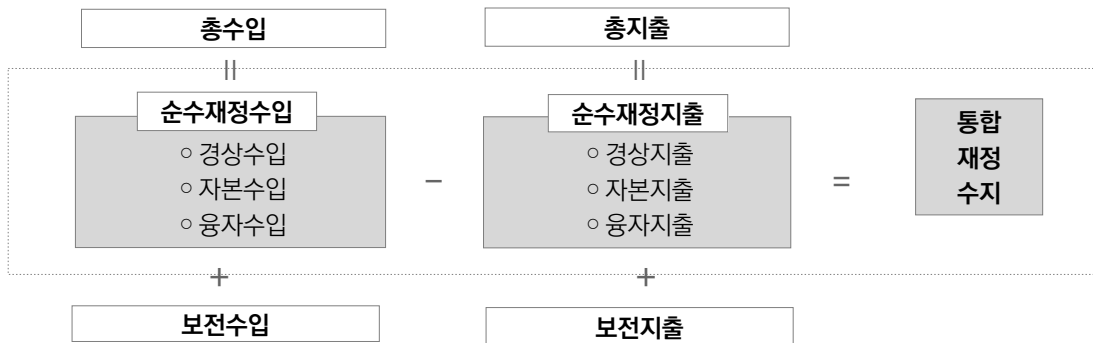 총수입
총지출
=
=
순수재정수입
○ 경상수입
○ 자본수입
○ 융자수입
−
순수재정지출
○ 경상지출
○ 자본지출
○ 융자지출
=
통합
재정
수지
+
+
보전수입
보전지출